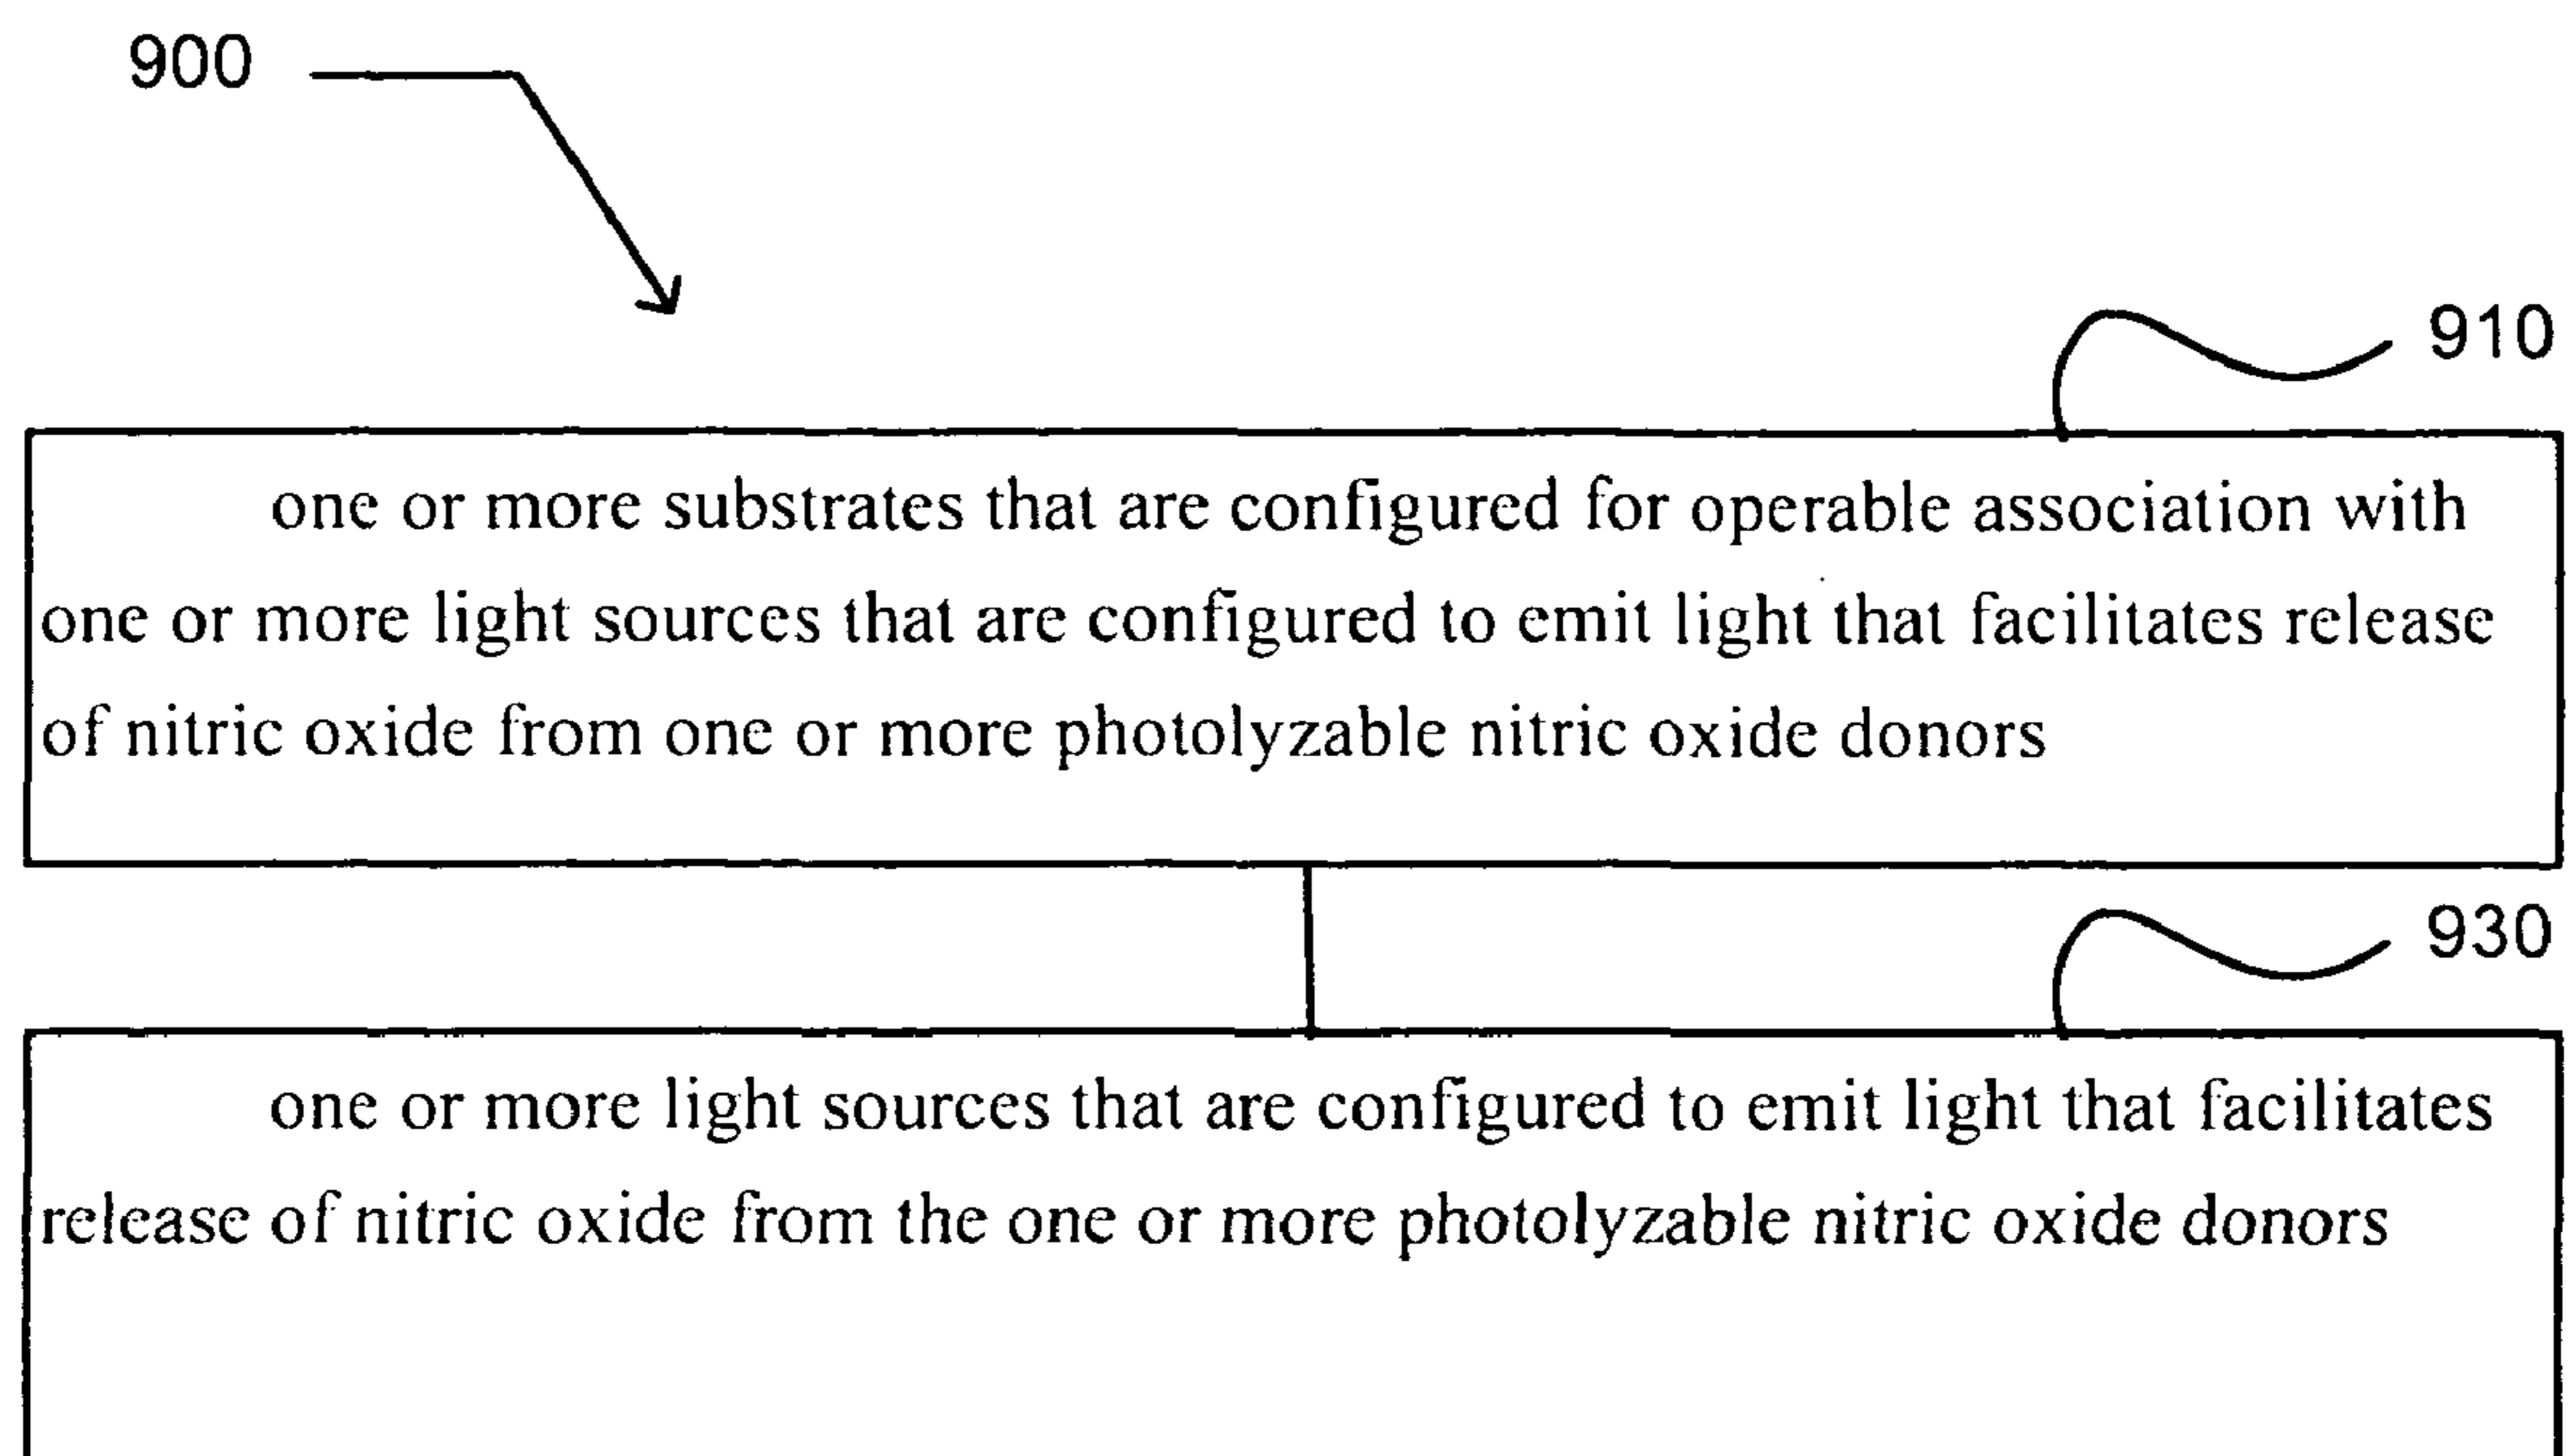 900
910
one or more substrates that are configured for operable association with
one or more light sources that are configured to emit light that facilitates release
of nitric oxide from one or more photolyzable nitric oxide donors
930
one or more light sources that are configured to emit light that facilitates
release of nitric oxide from the one or more photolyzable nitric oxide donors